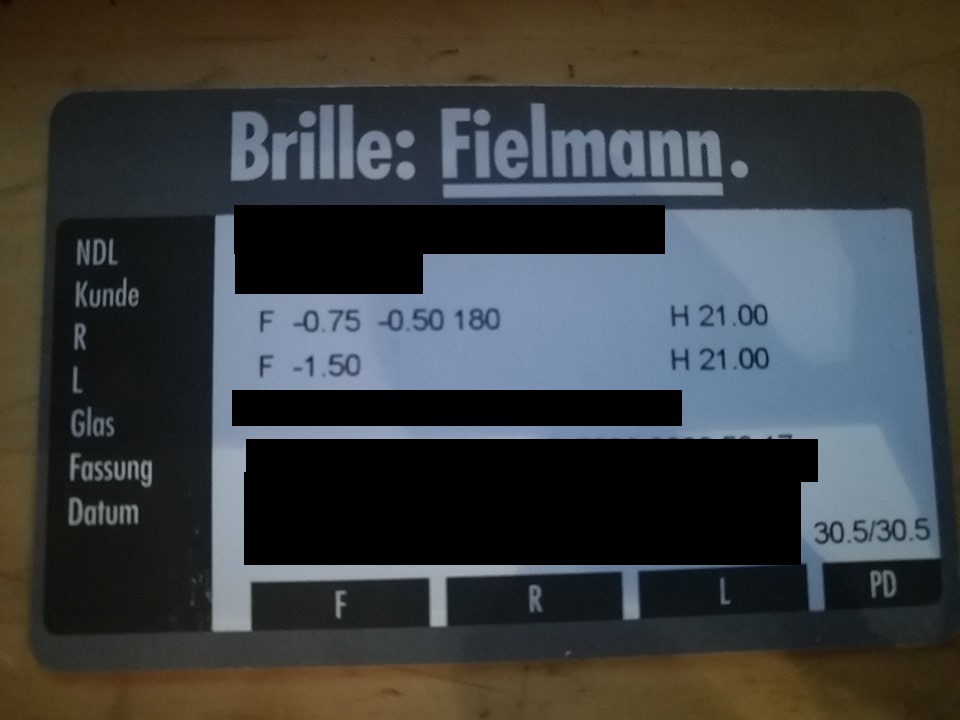 Brille: Fielmann.
NDL
Kunde
R F -0.75 -0.50 180 H 21.00
L F -1.50 H 21.00
Glas
Fassung
Datum
30.5/30.5
F R L PD